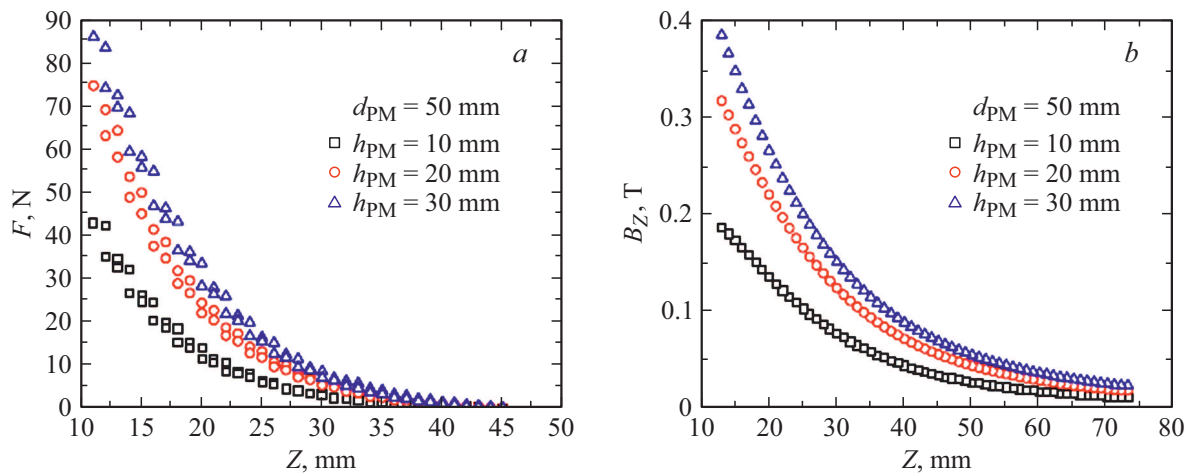 a
90
80
70
60
50
40
30
20
10
0
F, N
d_PM = 50 mm
h_PM = 10 mm
h_PM = 20 mm
h_PM = 30 mm
10 15 20 25 30 35 40 45 50
Z, mm
b
0.4
0.3
0.2
0.1
0
B_Z, T
d_PM = 50 mm
h_PM = 10 mm
h_PM = 20 mm
h_PM = 30 mm
10 20 30 40 50 60 70 80
Z, mm